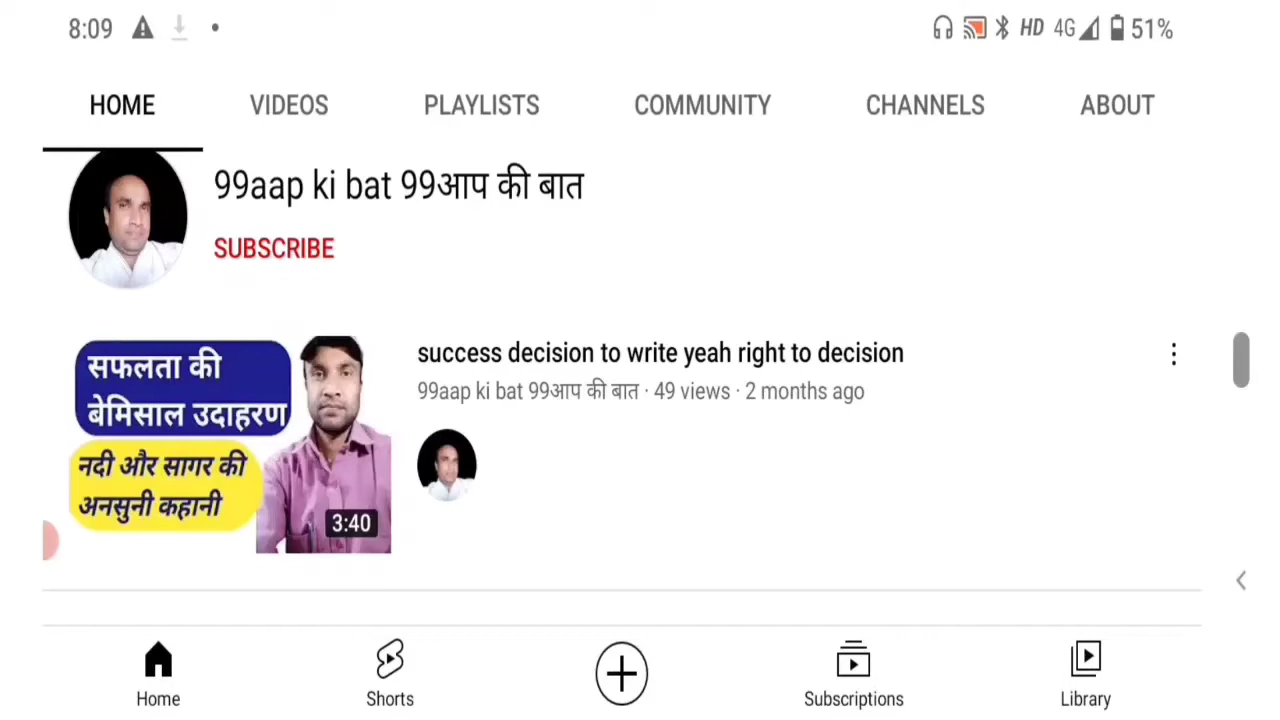 8:09
HD 4G 51%
HOME VIDEOS PLAYLISTS COMMUNITY CHANNELS ABOUT
99aap ki bat 99आप की बात
SUBSCRIBE
सफलता की
बेमिसाल उदाहरण
नदी और सागर की
अनसुनी कहानी
3:40
success decision to write yeah right to decision
99aap ki bat 99आप की बात · 49 views · 2 months ago
Home Shorts Subscriptions Library